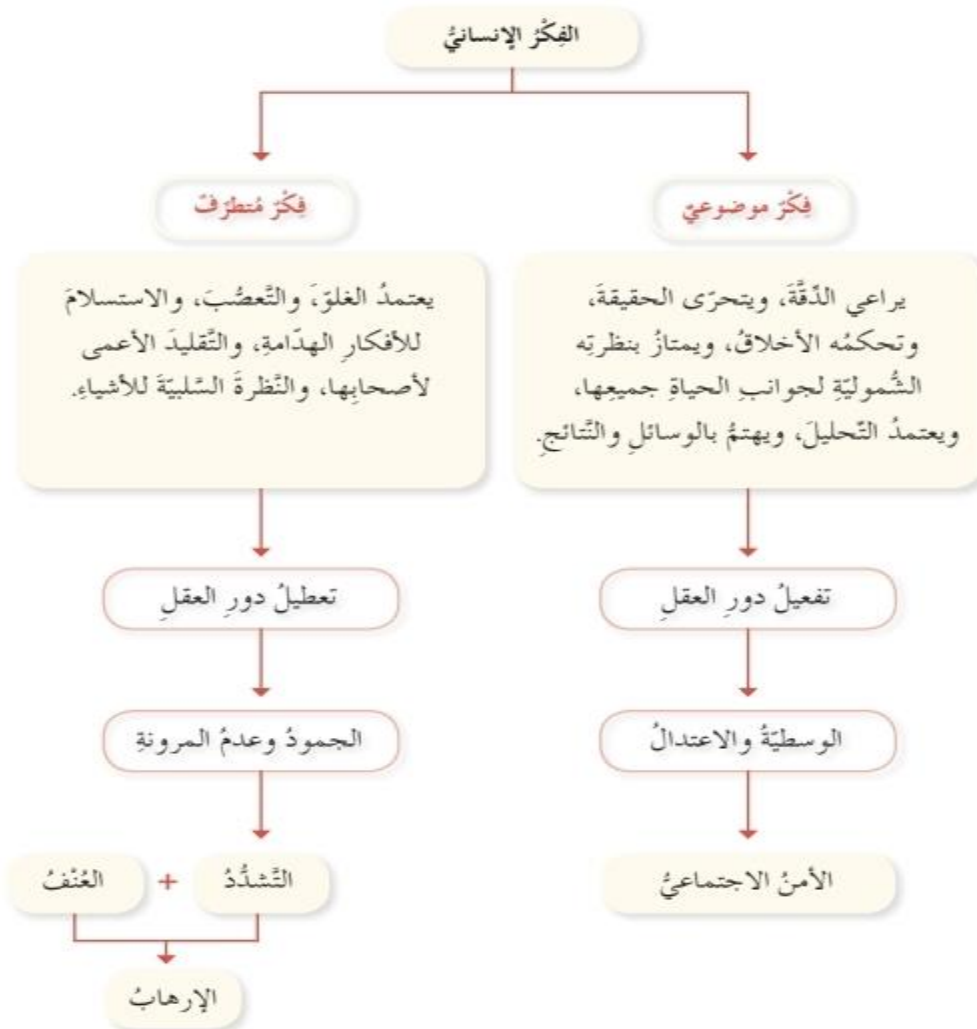 الفِكْرُ الإنسانيُّ
فِكْرٌ موضوعيٌّ
يراعي الدِّقَّةَ، ويتحرّى الحقيقةَ،
وتحكمُه الأخلاقُ، ويمتازُ بنظرتِه
الشُّموليّةِ لجوانبِ الحياةِ جميعِها،
ويعتمدُ التّحليلَ، ويهتمُّ بالوسائلِ والنَّتائجِ.
تفعيلُ دورِ العقلِ
الوسطيّةُ والاعتدالُ
الأمنُ الاجتماعيُّ
فِكْرٌ مُتطرّفٌ
يعتمدُ الغلوَّ، والتَّعصُّبَ، والاستسلامَ
للأفكارِ الهدّامةِ، والتَّقليدَ الأعمى
لأصحابِها، والنَّظرةَ السَّلبيّةَ للأشياءِ.
تعطيلُ دورِ العقلِ
الجمودُ وعدمُ المرونةِ
التَّشدُّدُ + العُنْفُ
الإرهابُ